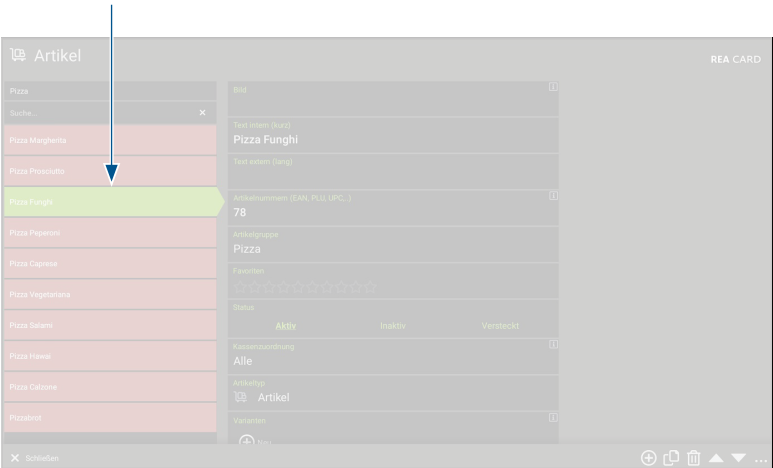 Artikel
REA CARD
Pizza
Suche...
Pizza Margherita
Pizza Prosciutto
Pizza Funghi
Pizza Peperoni
Pizza Caprese
Pizza Vegetariana
Pizza Salami
Pizza Hawai
Pizza Calzone
Pizzabrot
Bild
Text intern (kurz)
Pizza Funghi
Text extern (lang)
Artikelnummern (EAN, PLU, UPC,..)
78
Artikelgruppe
Pizza
Favoriten
Status
Aktiv Inaktiv Versteckt
Kassenzuordnung
Alle
Artikeltyp
Artikel
Varianten
Neu
Schließen